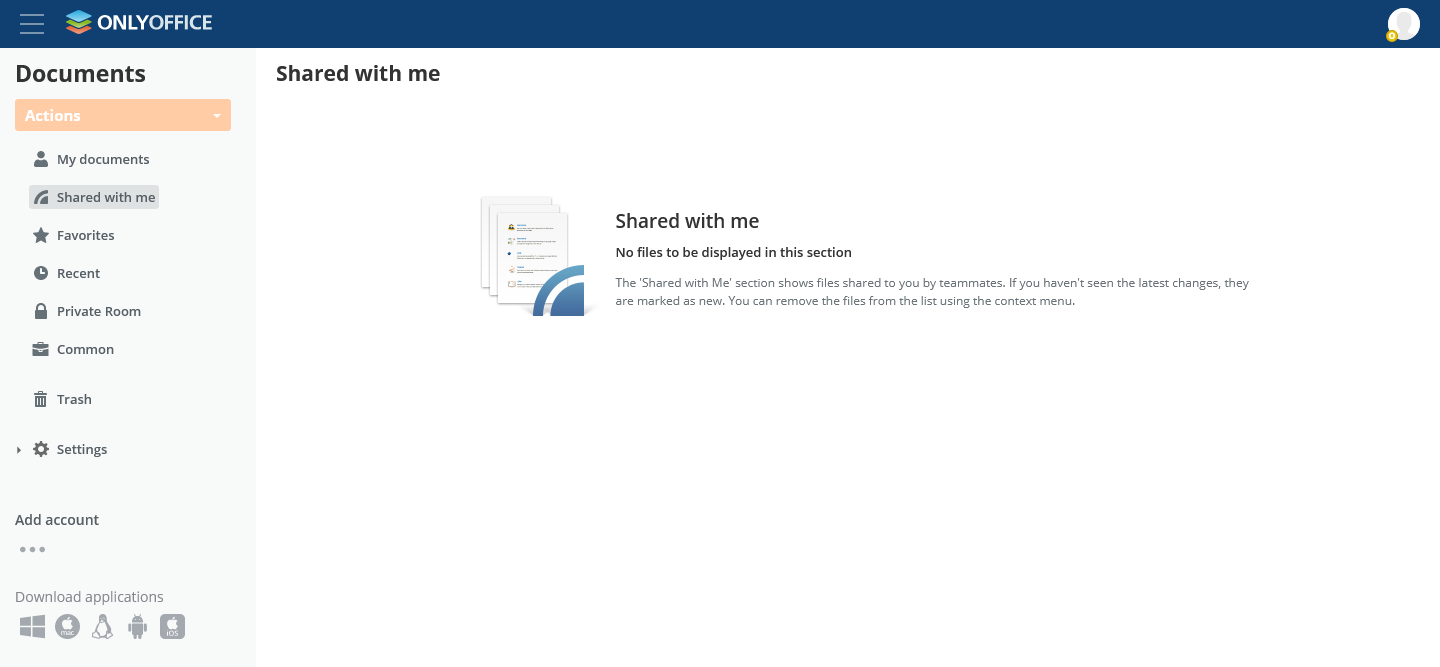 ONLYOFFICE
Documents
Actions
My documents
Shared with me
Favorites
Recent
Private Room
Common
Trash
Settings
Add account
Download applications
mac
iOS
Shared with me
Shared with me
No files to be displayed in this section
The 'Shared with Me' section shows files shared to you by teammates. If you haven't seen the latest changes, they
are marked as new. You can remove the files from the list using the context menu.